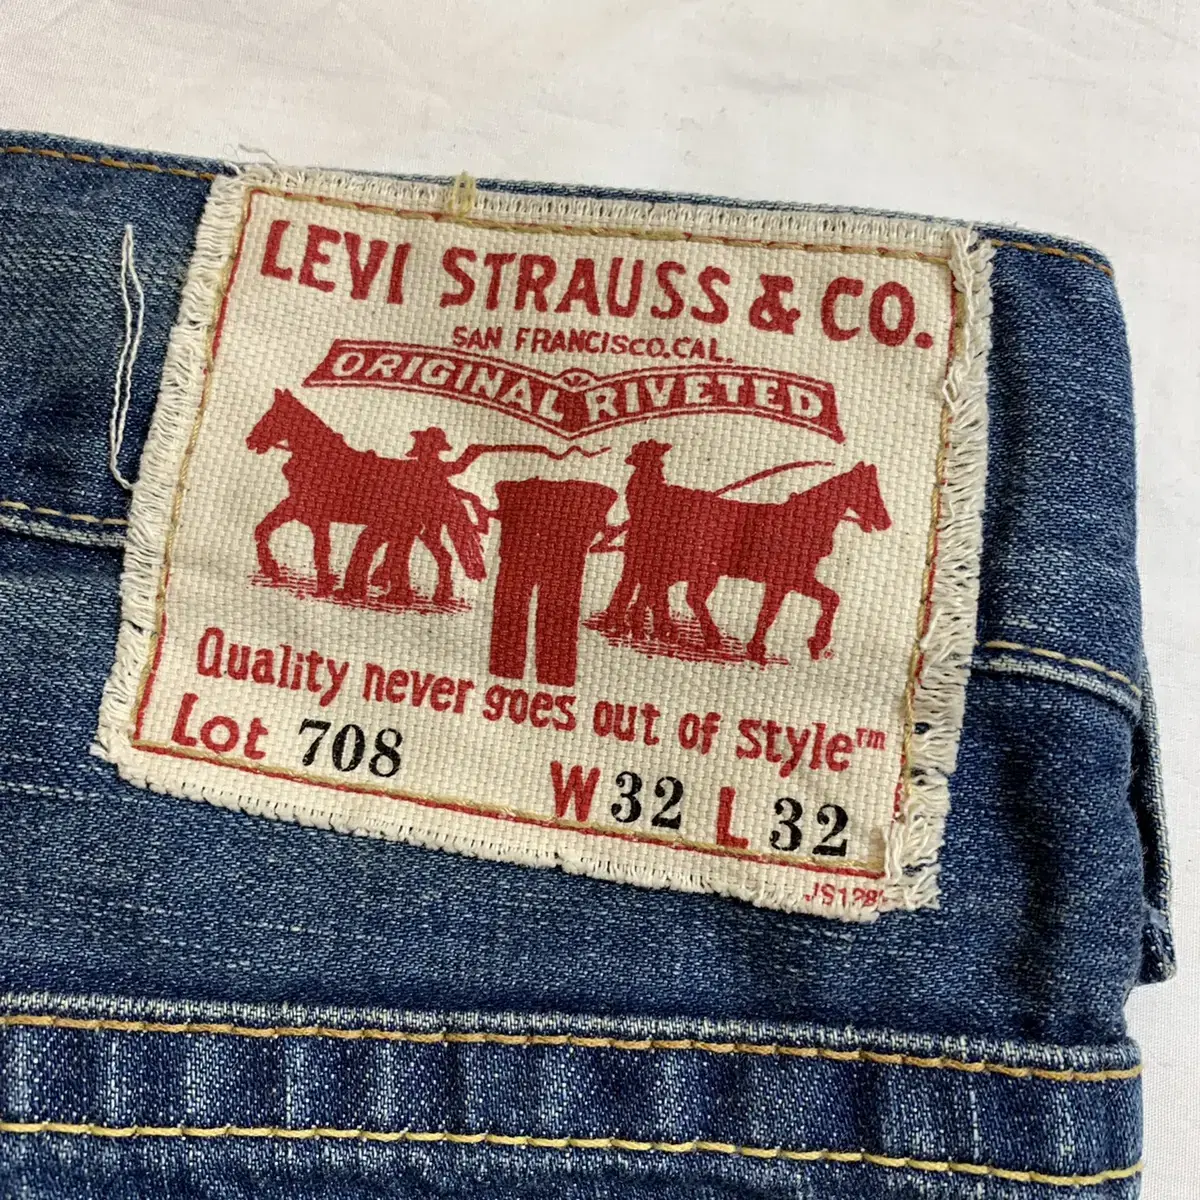 LEVI STRAUSS & CO.
SAN FRANCISCO.CAL.
ORIGINAL RIVETED
Quality never goes out of style™
Lot 708
W 32 L 32